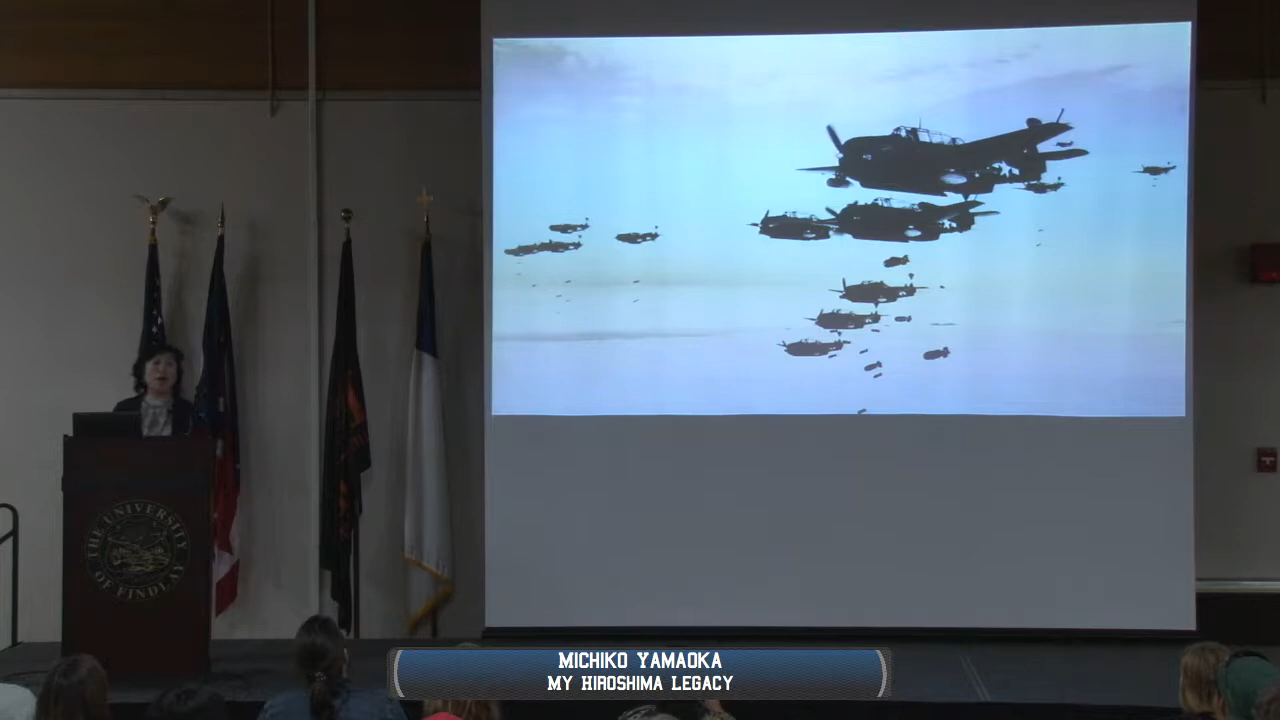 THE UNIVERSITY
OF FINDLAY
MICHIKO YAMAOKA
MY HIROSHIMA LEGACY